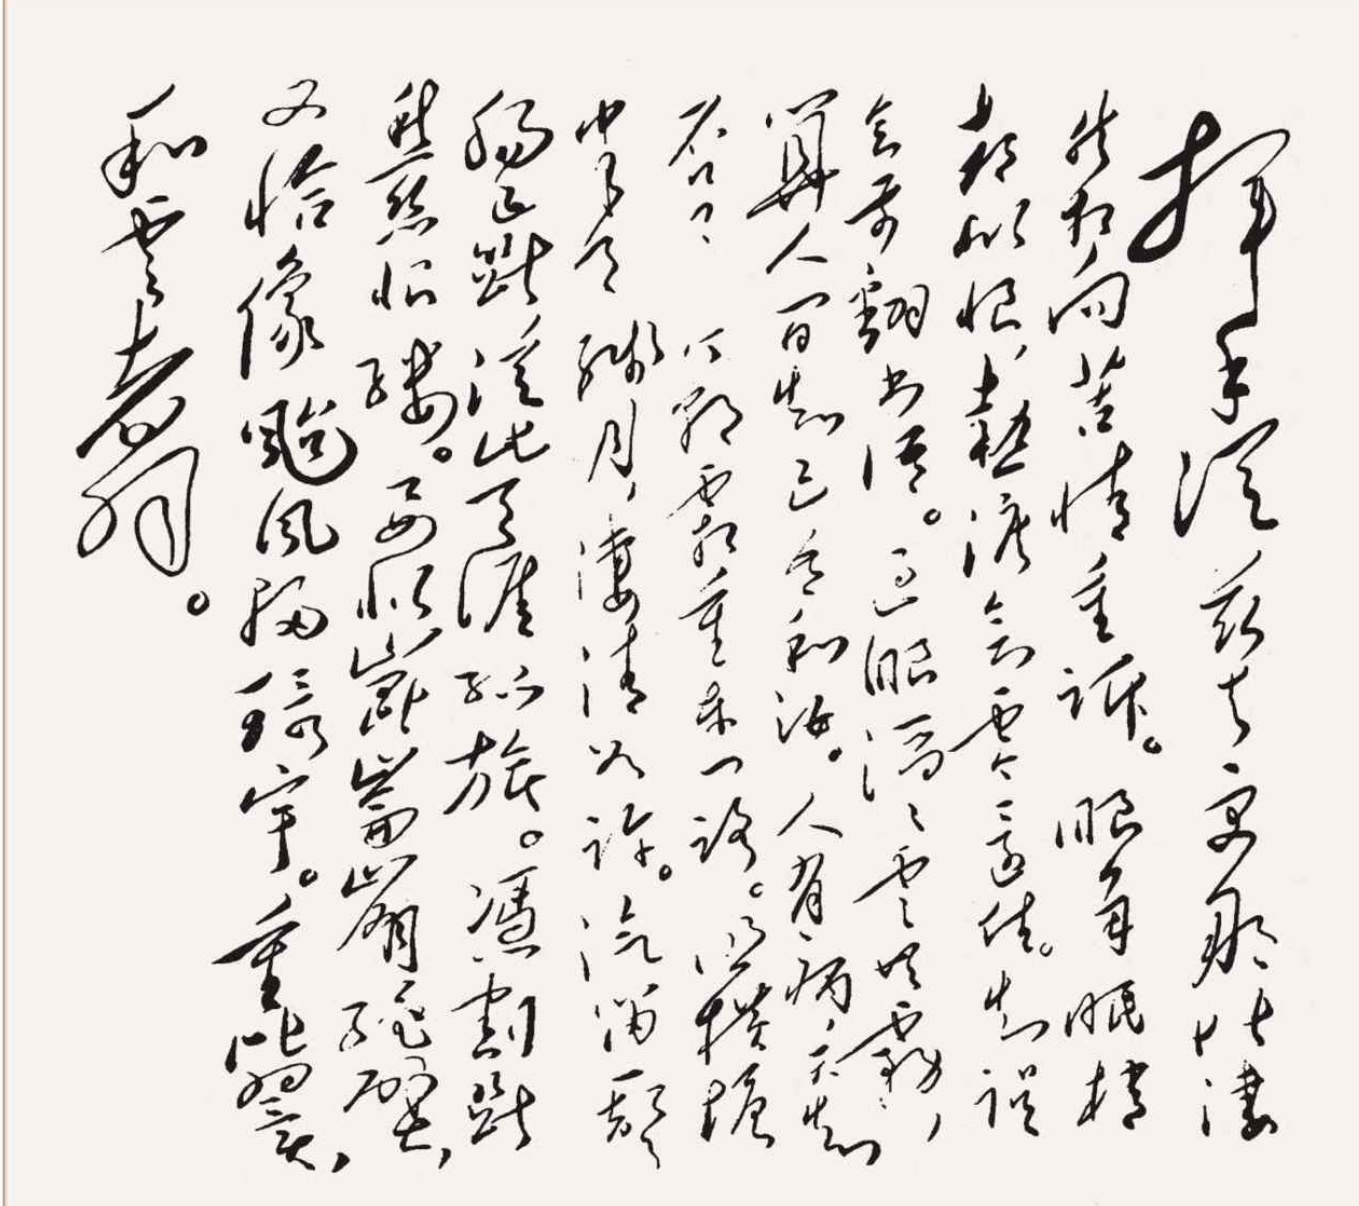 挥手从兹去更那堪凄
然相向苦情重诉。眼角眉梢
都似恨,热泪欲零还住。知误
会前翻书语。过眼滔滔云共雾,
算人间知己吾和汝。人有病,天知
否? 今朝霜重东门路。照横塘
半天残月,凄清如许。汽笛一声
肠已断从此天涯孤旅。凭割断
愁丝恨缕。要似崑崙崩绝壁,
又恰像颱风扫环宇。重比翼,
和云翥。